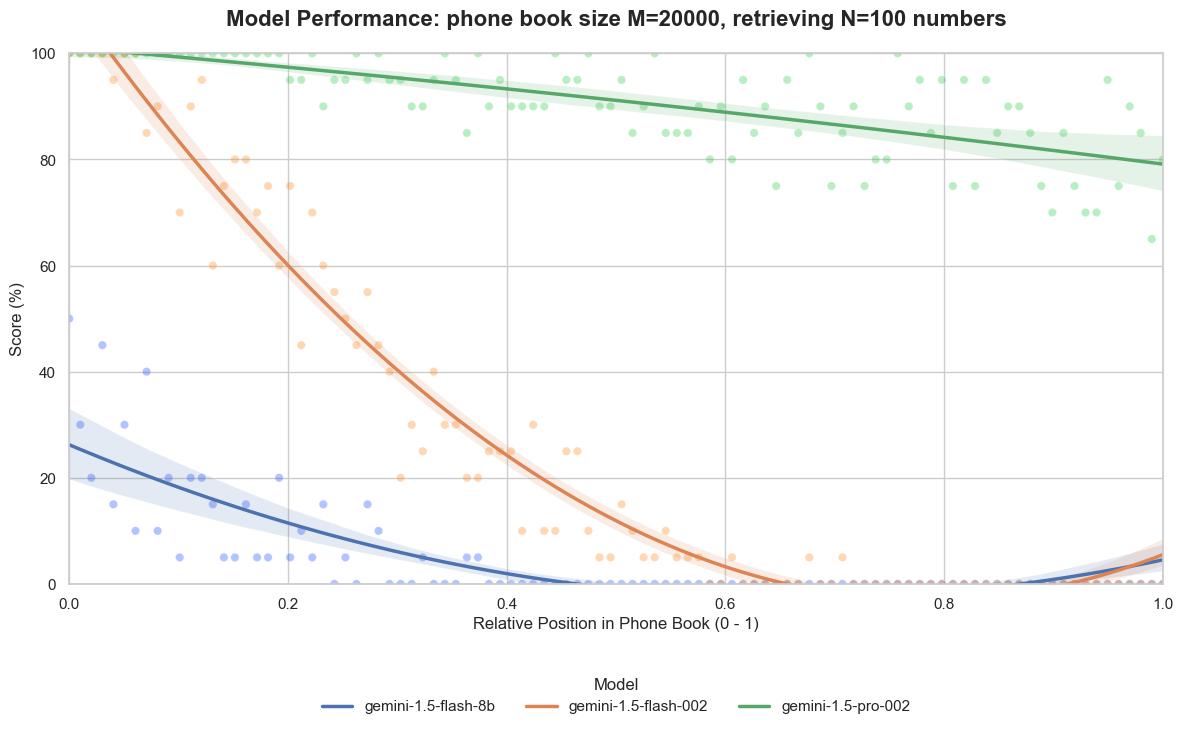 Model Performance: phone book size M=20000, retrieving N=100 numbers
Score (%)
100
80
60
40
20
0
0.0 0.2 0.4 0.6 0.8 1.0
Relative Position in Phone Book (0 - 1)
Model
gemini-1.5-flash-8b gemini-1.5-flash-002 gemini-1.5-pro-002